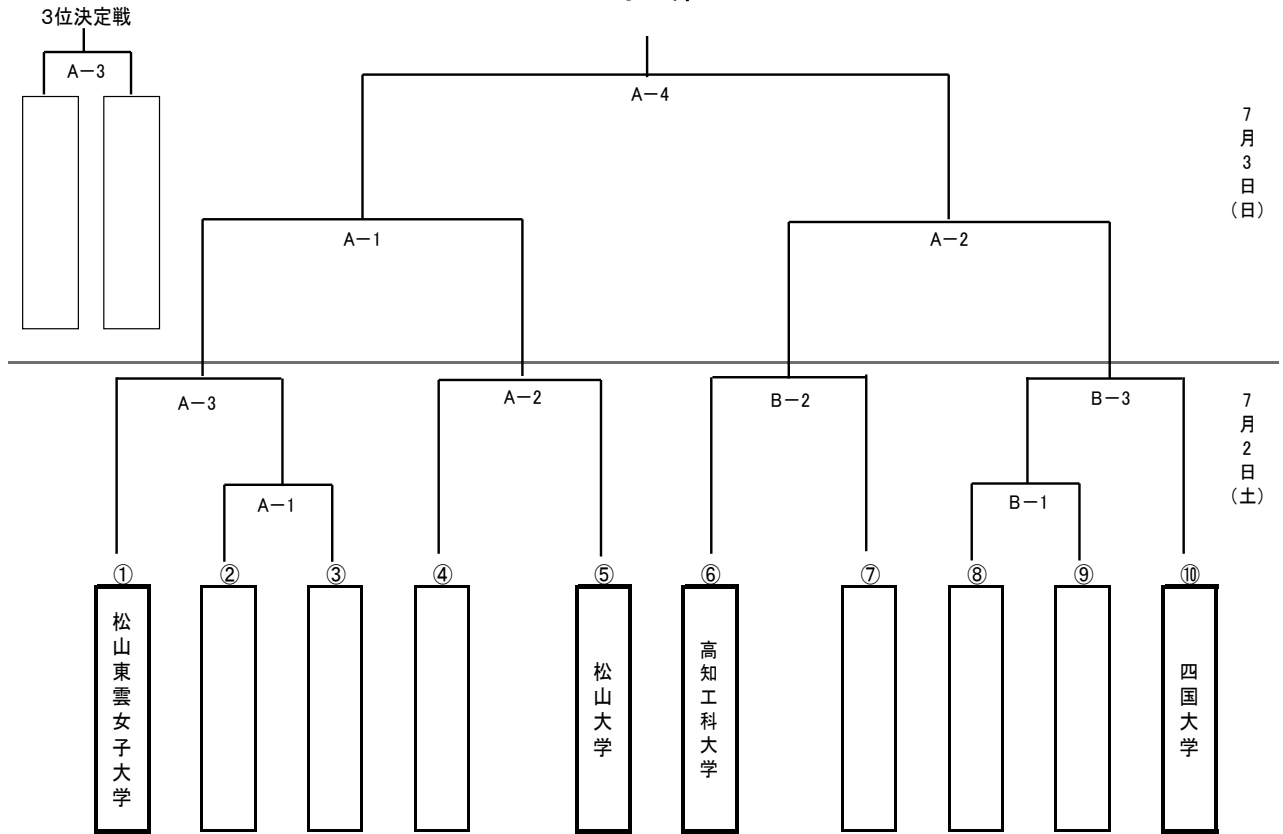 3位決定戦
A－3
A－4
7月3日(日)
A－1
A－2
A－3
A－2
B－2
B－3
7月2日(土)
A－1
B－1
①
②
③
④
⑤
⑥
⑦
⑧
⑨
⑩
松山東雲女子大学
松山大学
高知工科大学
四国大学